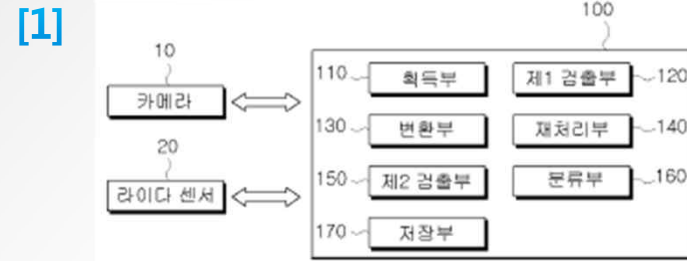 [1]
100
10
110 획득부 제1 검출부 120
카메라
130 변환부 재처리부 140
20
150 제2 검출부 분류부 160
라이다 센서
170 저장부